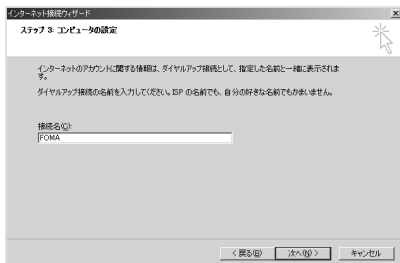 インターネット接続ウィザード
ステップ 3: コンピュータの設定
インターネットのアカウントに関する情報は、ダイヤルアップ接続として、指定した名前と一緒に表示されま
す。
ダイヤルアップ接続の名前を入力してください。ISP の名前でも、自分の好きな名前でもかまいません。
接続名(C):
FOMA
< 戻る(B)
次へ(N) >
キャンセル